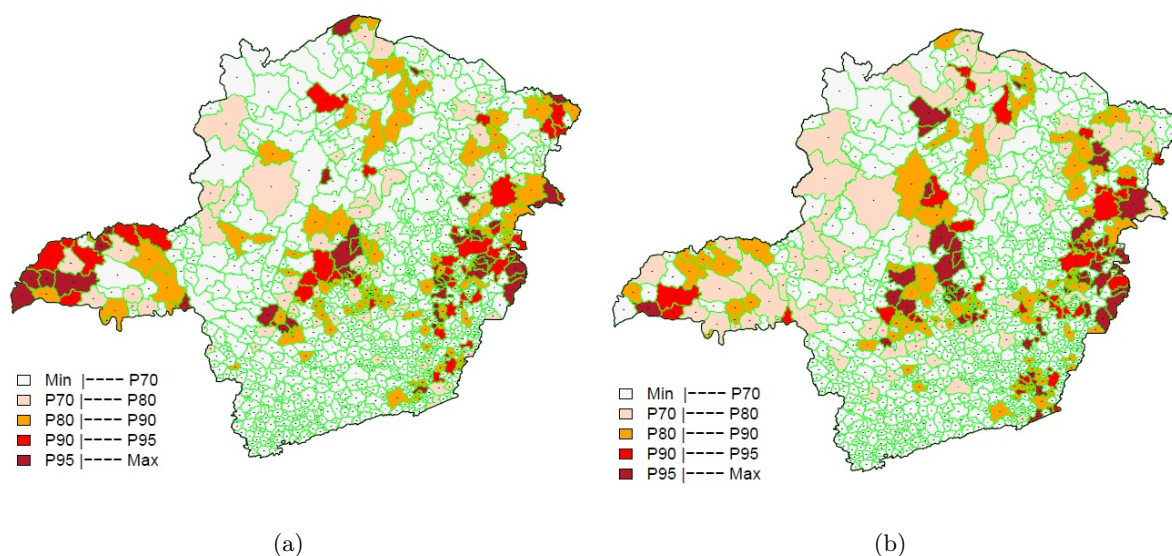 Min |---- P70
P70 |---- P80
P80 |---- P90
P90 |---- P95
P95 |---- Max
(a)
Min |---- P70
P70 |---- P80
P80 |---- P90
P90 |---- P95
P95 |---- Max
(b)